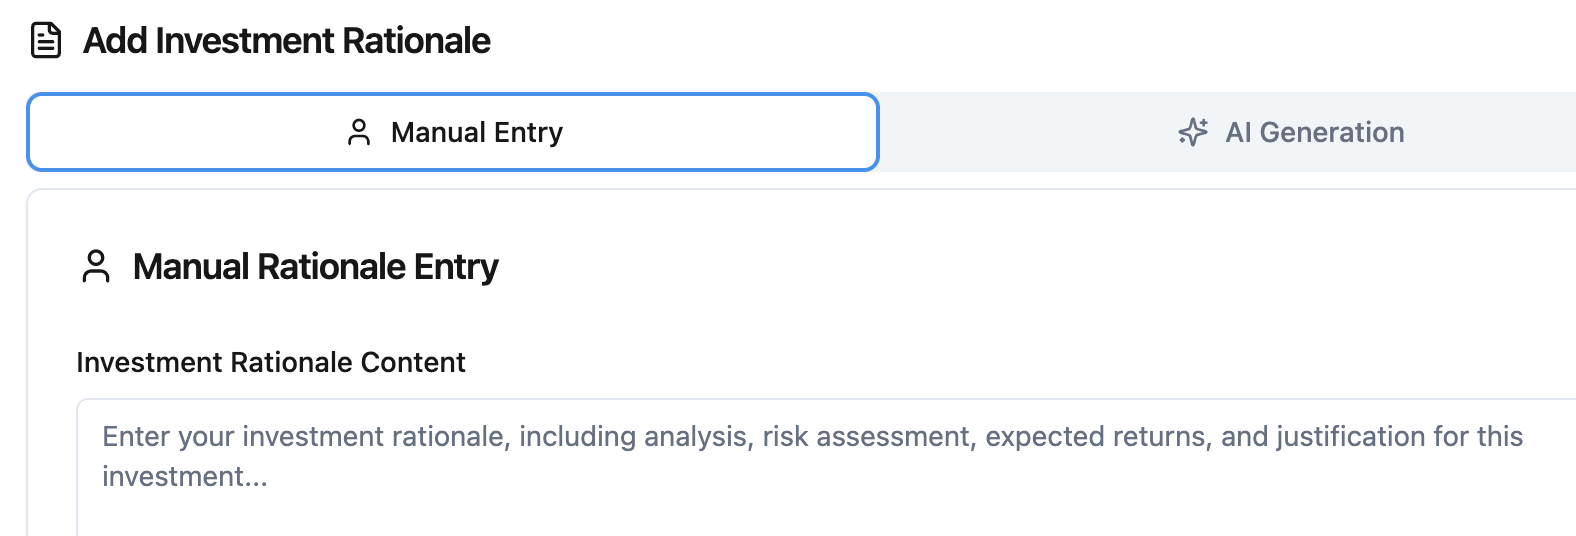 Add Investment Rationale
Manual Entry
AI Generation
Manual Rationale Entry
Investment Rationale Content
Enter your investment rationale, including analysis, risk assessment, expected returns, and justification for this
investment...